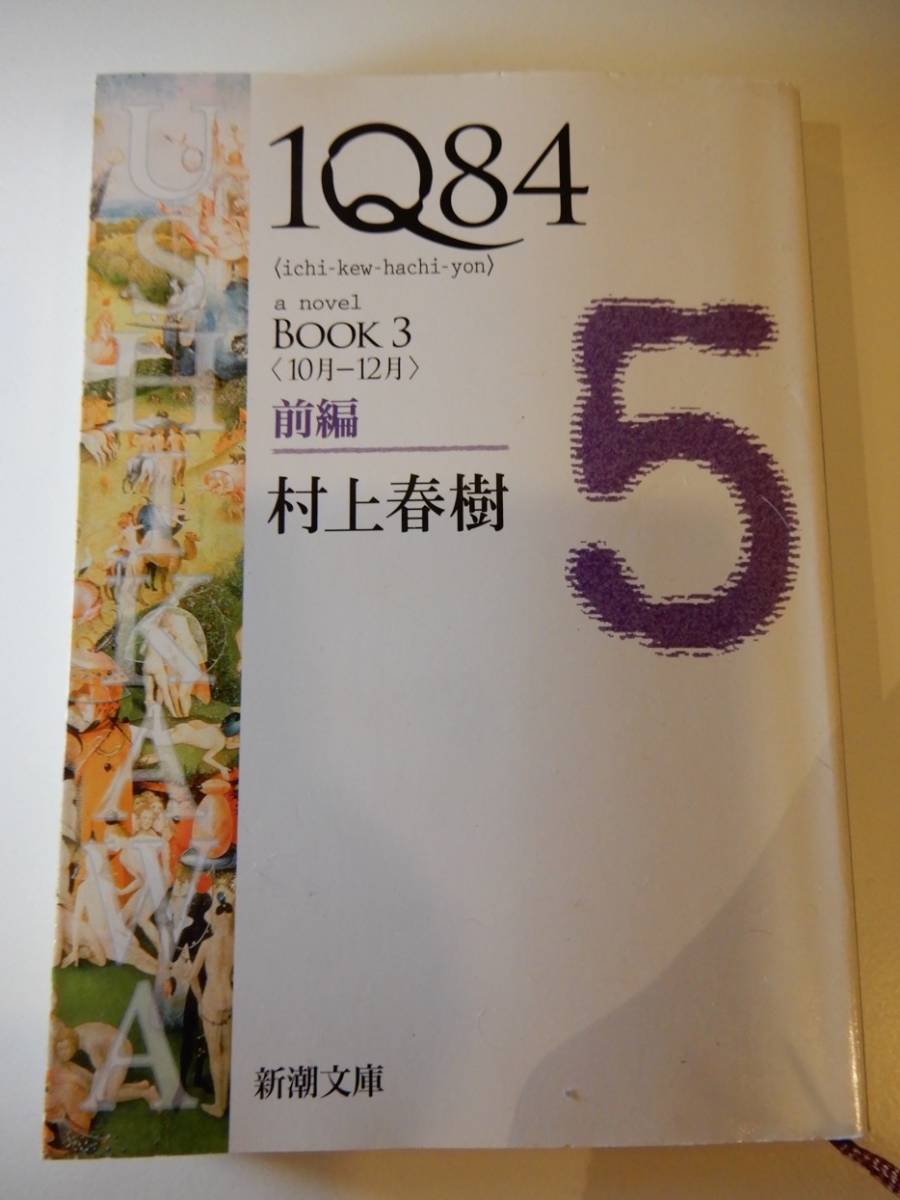 1Q84
〈ichi-kew-hachi-yon〉
a novel
BOOK 3
〈10月－12月〉
前編
村上春樹
5
新潮文庫
USHIKAWA